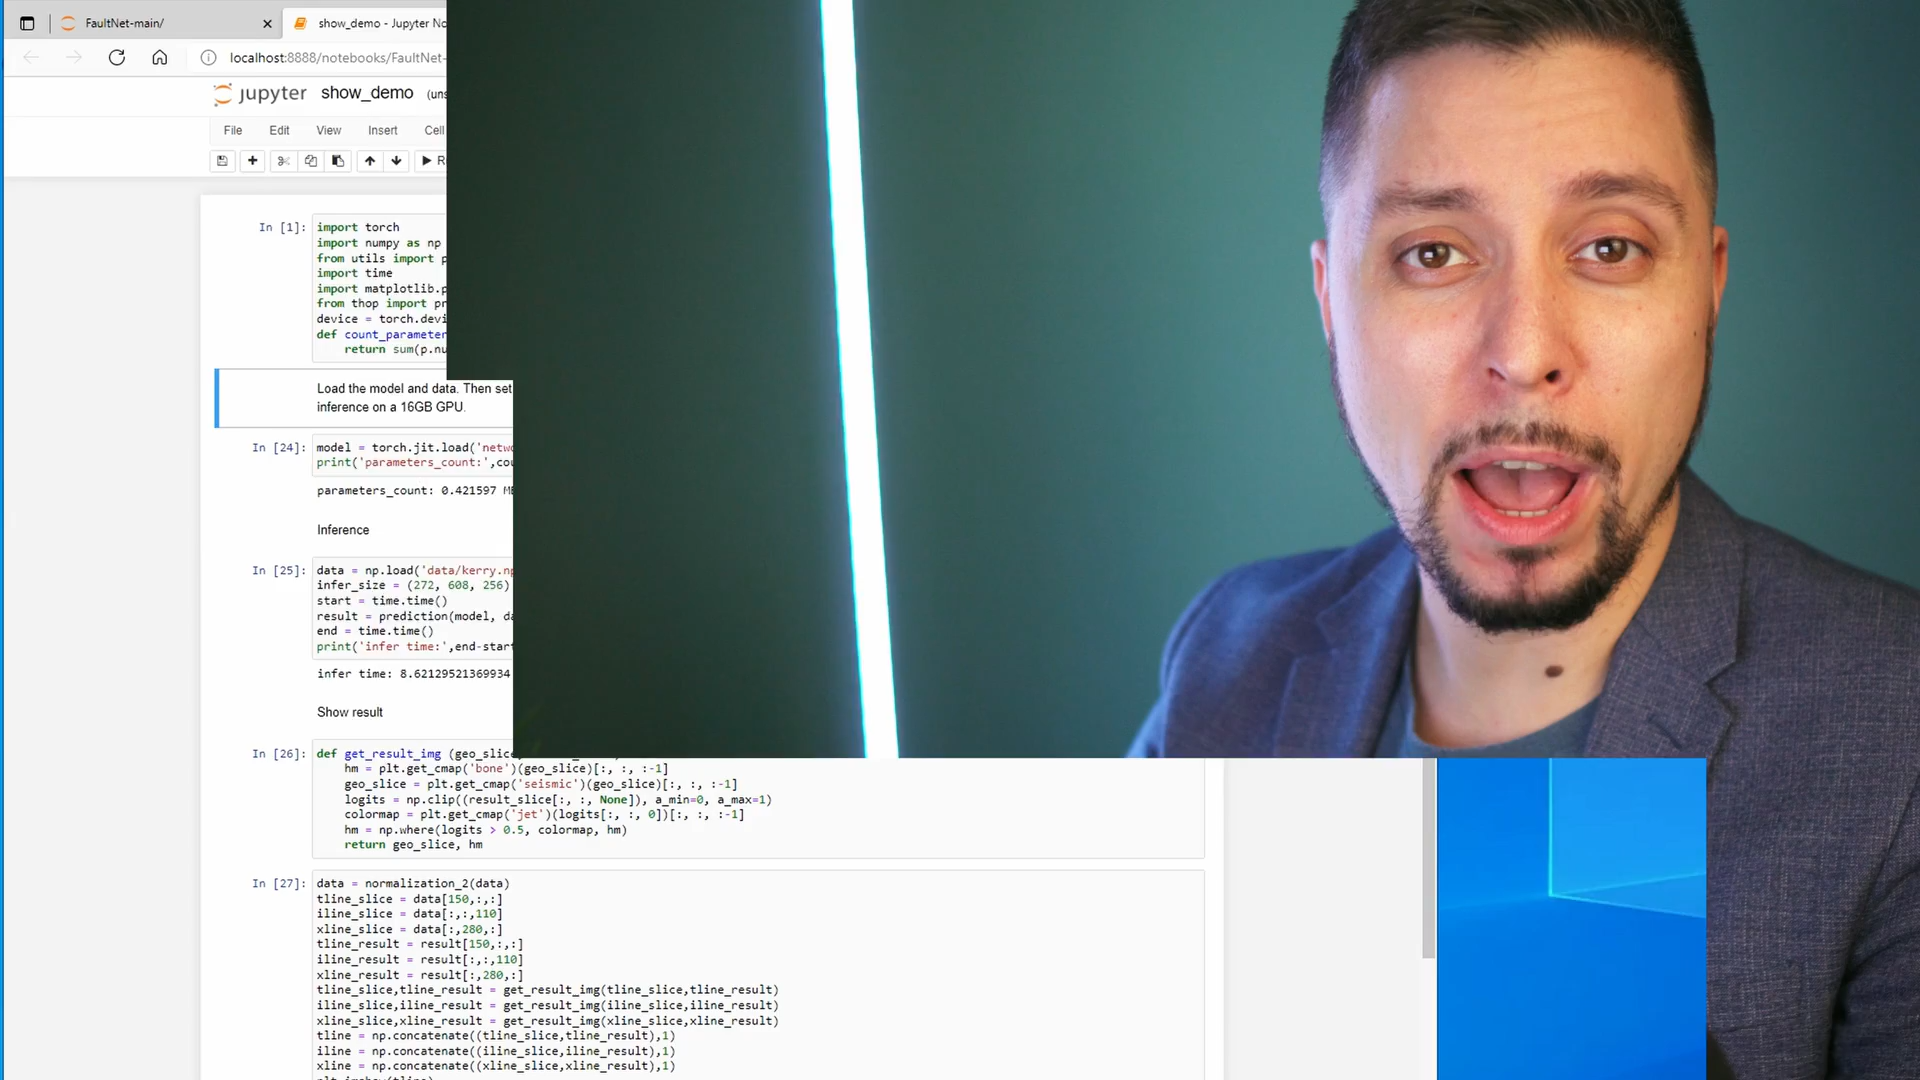 FaultNet-main/
show_demo - Jupyter No
localhost:8888/notebooks/FaultNet-
jupyter show_demo (uns
File Edit View Insert Cell
R
In [1]: import torch
import numpy as np
from utils import p
import time
import matplotlib.p
from thop import pr
device = torch.devi
def count_parameter
return sum(p.nu
Load the model and data. Then set
inference on a 16GB GPU.
In [24]: model = torch.jit.load('netwo
print('parameters_count:',cou
parameters_count: 0.421597 ME
Inference
In [25]: data = np.load('data/kerry.np
infer_size = (272, 608, 256)
start = time.time()
result = prediction(model, da
end = time.time()
print('infer time:',end-start
infer time: 8.62129521369934
Show result
In [26]: def get_result_img (geo_slice
hm = plt.get_cmap('bone')(geo_slice)[:, :, :-1]
geo_slice = plt.get_cmap('seismic')(geo_slice)[:, :, :-1]
logits = np.clip((result_slice[:, :, None]), a_min=0, a_max=1)
colormap = plt.get_cmap('jet')(logits[:, :, 0])[:, :, :-1]
hm = np.where(logits > 0.5, colormap, hm)
return geo_slice, hm
In [27]: data = normalization_2(data)
tline_slice = data[150,:,:]
iline_slice = data[:,:,110]
xline_slice = data[:,280,:]
tline_result = result[150,:,:]
iline_result = result[:,:,110]
xline_result = result[:,280,:]
tline_slice,tline_result = get_result_img(tline_slice,tline_result)
iline_slice,iline_result = get_result_img(iline_slice,iline_result)
xline_slice,xline_result = get_result_img(xline_slice,xline_result)
tline = np.concatenate((tline_slice,tline_result),1)
iline = np.concatenate((iline_slice,iline_result),1)
xline = np.concatenate((xline_slice,xline_result),1)